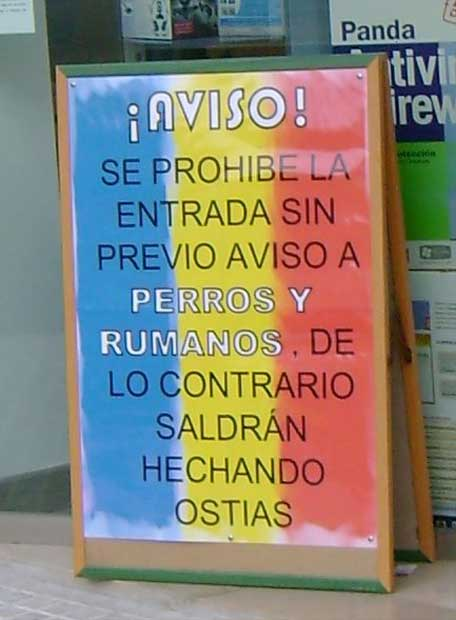 Panda
¡AVISO!
SE PROHIBE LA
ENTRADA SIN
PREVIO AVISO A
PERROS Y
RUMANOS, DE
LO CONTRARIO
SALDRÁN
HECHANDO
OSTIAS